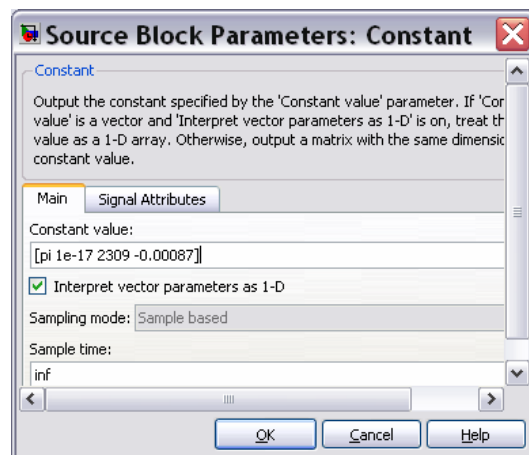 Source Block Parameters: Constant
Constant
Output the constant specified by the 'Constant value' parameter. If 'Con
value' is a vector and 'Interpret vector parameters as 1-D' is on, treat th
value as a 1-D array. Otherwise, output a matrix with the same dimensio
constant value.
Main Signal Attributes
Constant value:
[pi 1e-17 2309 -0.00087]
Interpret vector parameters as 1-D
Sampling mode: Sample based
Sample time:
inf
OK Cancel Help